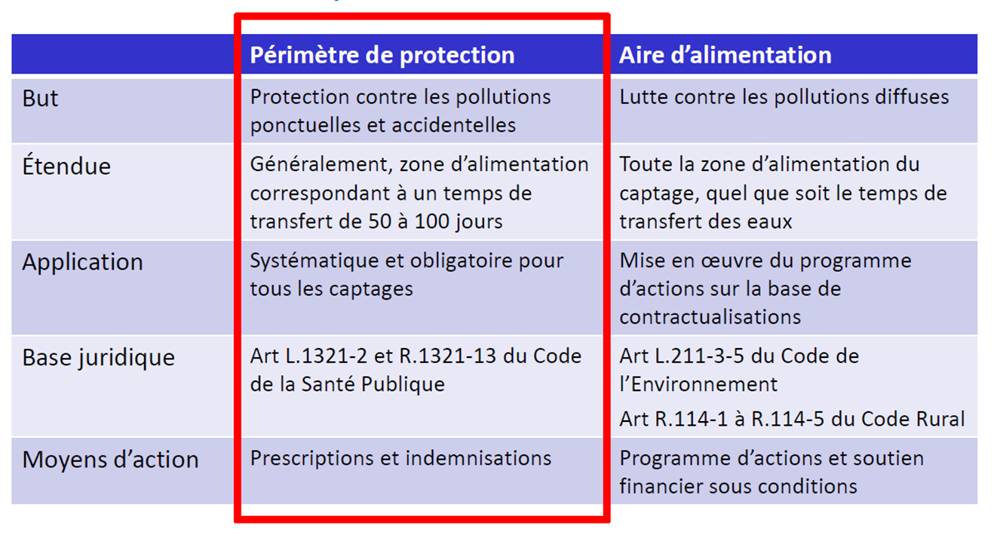 Périmètre de protection
Aire d’alimentation
But
Protection contre les pollutions
ponctuelles et accidentelles
Lutte contre les pollutions diffuses
Étendue
Généralement, zone d’alimentation
correspondant à un temps de
transfert de 50 à 100 jours
Toute la zone d’alimentation du
captage, quel que soit le temps de
transfert des eaux
Application
Systématique et obligatoire pour
tous les captages
Mise en œuvre du programme
d’actions sur la base de
contractualisations
Base juridique
Art L.1321-2 et R.1321-13 du Code
de la Santé Publique
Art L.211-3-5 du Code de
l’Environnement
Art R.114-1 à R.114-5 du Code Rural
Moyens d’action
Prescriptions et indemnisations
Programme d’actions et soutien
financier sous conditions